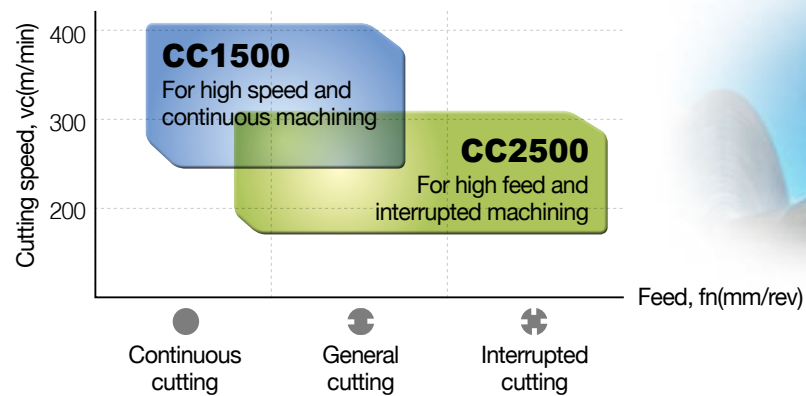 Cutting speed, vc(m/min)
400
300
200
CC1500
For high speed and
continuous machining
CC2500
For high feed and
interrupted machining
Feed, fn(mm/rev)
Continuous
cutting
General
cutting
Interrupted
cutting